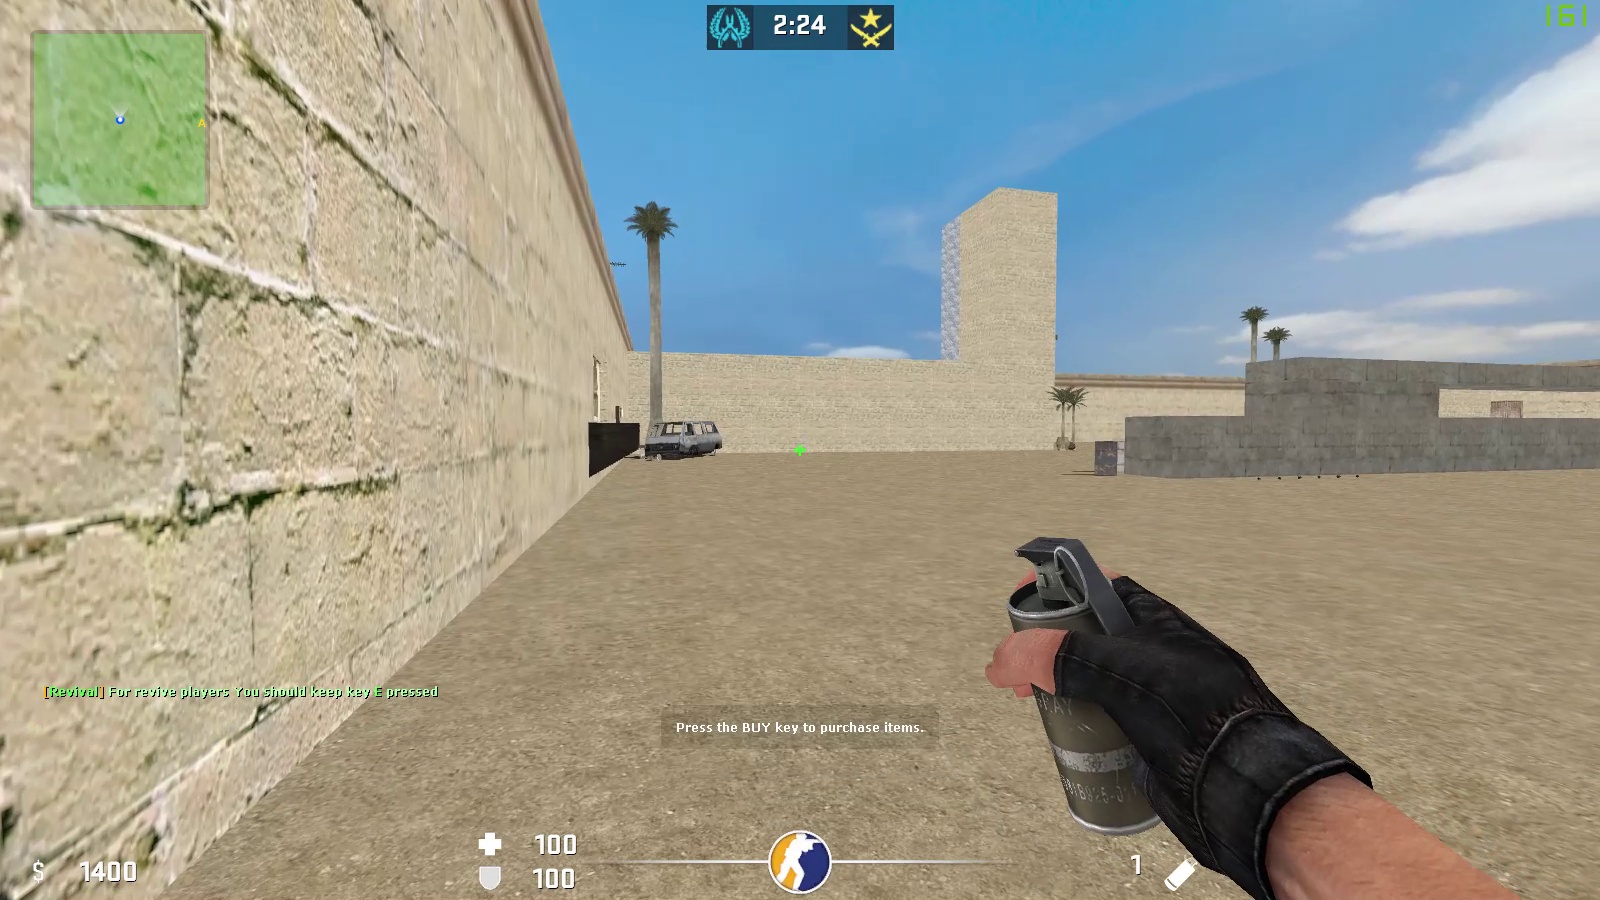 2:24
161
A
[Revival] For revive players You should keep key E pressed
Press the BUY key to purchase items.
$ 1400
100
100
1